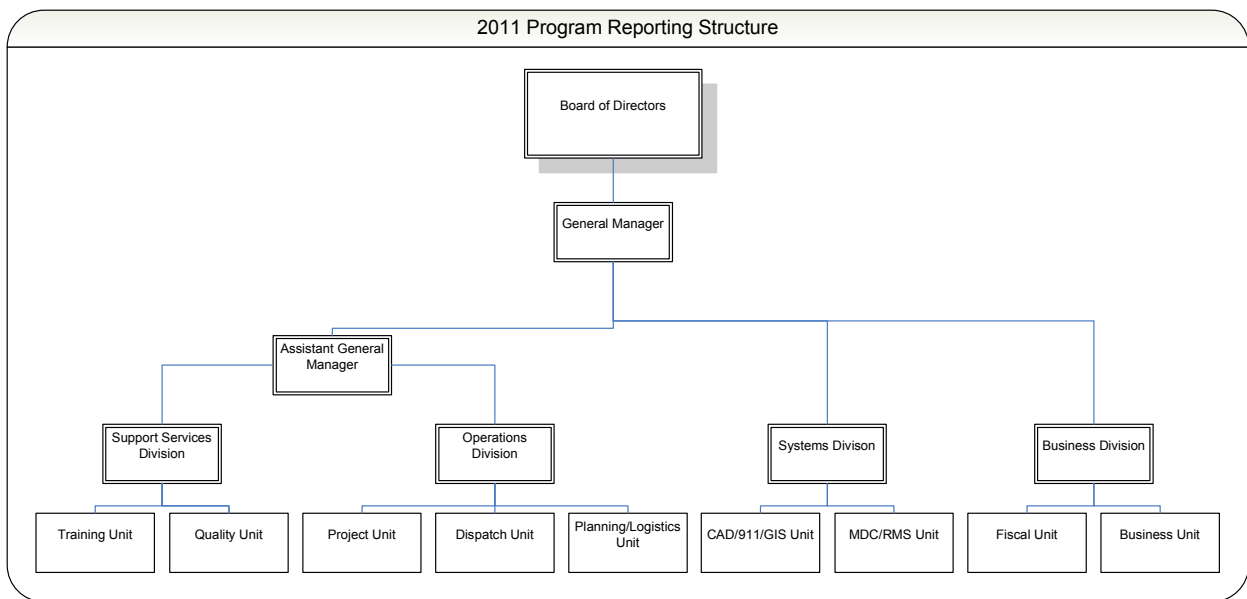 2011 Program Reporting Structure
Board of Directors
General Manager
Assistant General
Manager
Support Services
Division
Operations
Division
Systems Divison
Business Division
Training Unit
Quality Unit
Project Unit
Dispatch Unit
Planning/Logistics
Unit
CAD/911/GIS Unit
MDC/RMS Unit
Fiscal Unit
Business Unit